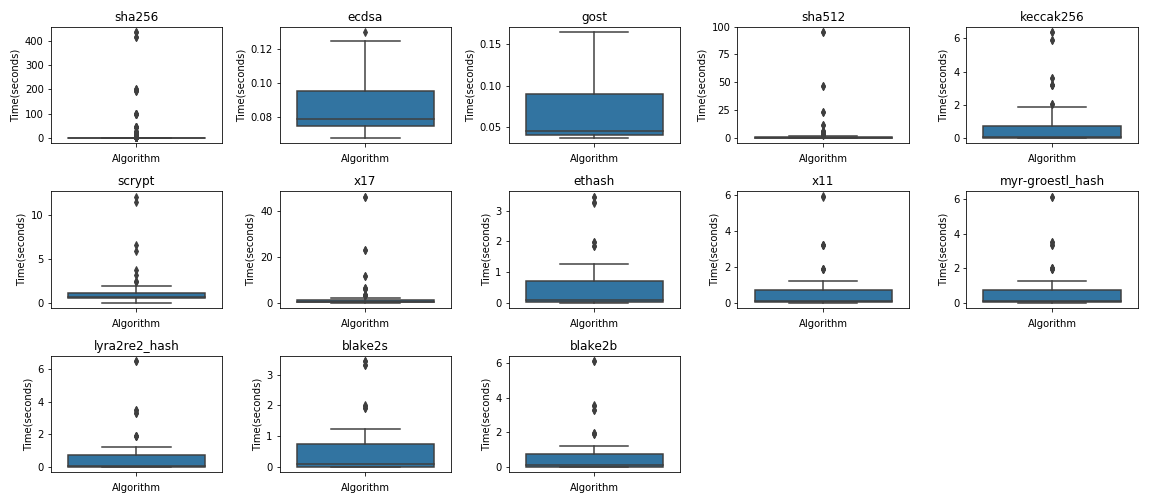 sha256
Time(seconds)
400
300
200
100
0
Algorithm
ecdsa
Time(seconds)
0.12
0.10
0.08
Algorithm
gost
Time(seconds)
0.15
0.10
0.05
Algorithm
sha512
Time(seconds)
100
75
50
25
0
Algorithm
keccak256
Time(seconds)
6
4
2
0
Algorithm
scrypt
Time(seconds)
10
5
0
Algorithm
x17
Time(seconds)
40
20
0
Algorithm
ethash
Time(seconds)
3
2
1
0
Algorithm
x11
Time(seconds)
6
4
2
0
Algorithm
myr-groestl_hash
Time(seconds)
6
4
2
0
Algorithm
lyra2re2_hash
Time(seconds)
6
4
2
0
Algorithm
blake2s
Time(seconds)
3
2
1
0
Algorithm
blake2b
Time(seconds)
6
4
2
0
Algorithm